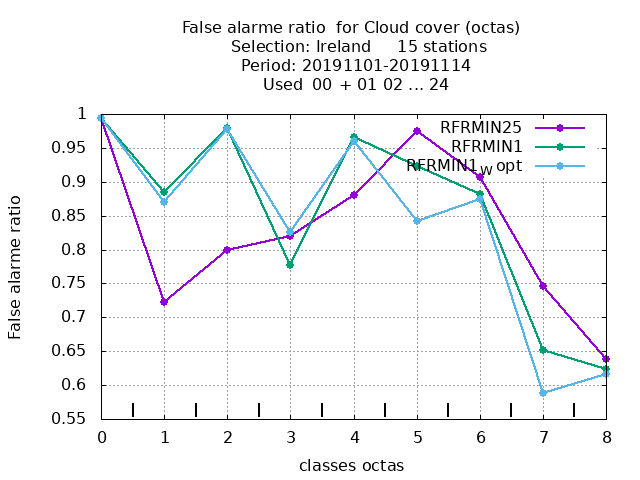 False alarme ratio  for Cloud cover (octas)
Selection: Ireland     15 stations
Period: 20191101-20191114
Used  00 + 01 02 ... 24
RFRMIN25
RFRMIN1
RFRMIN1w opt
1
0.95
0.9
0.85
0.8
0.75
0.7
0.65
0.6
0.55
False alarme ratio
0 1 2 3 4 5 6 7 8
classes octas